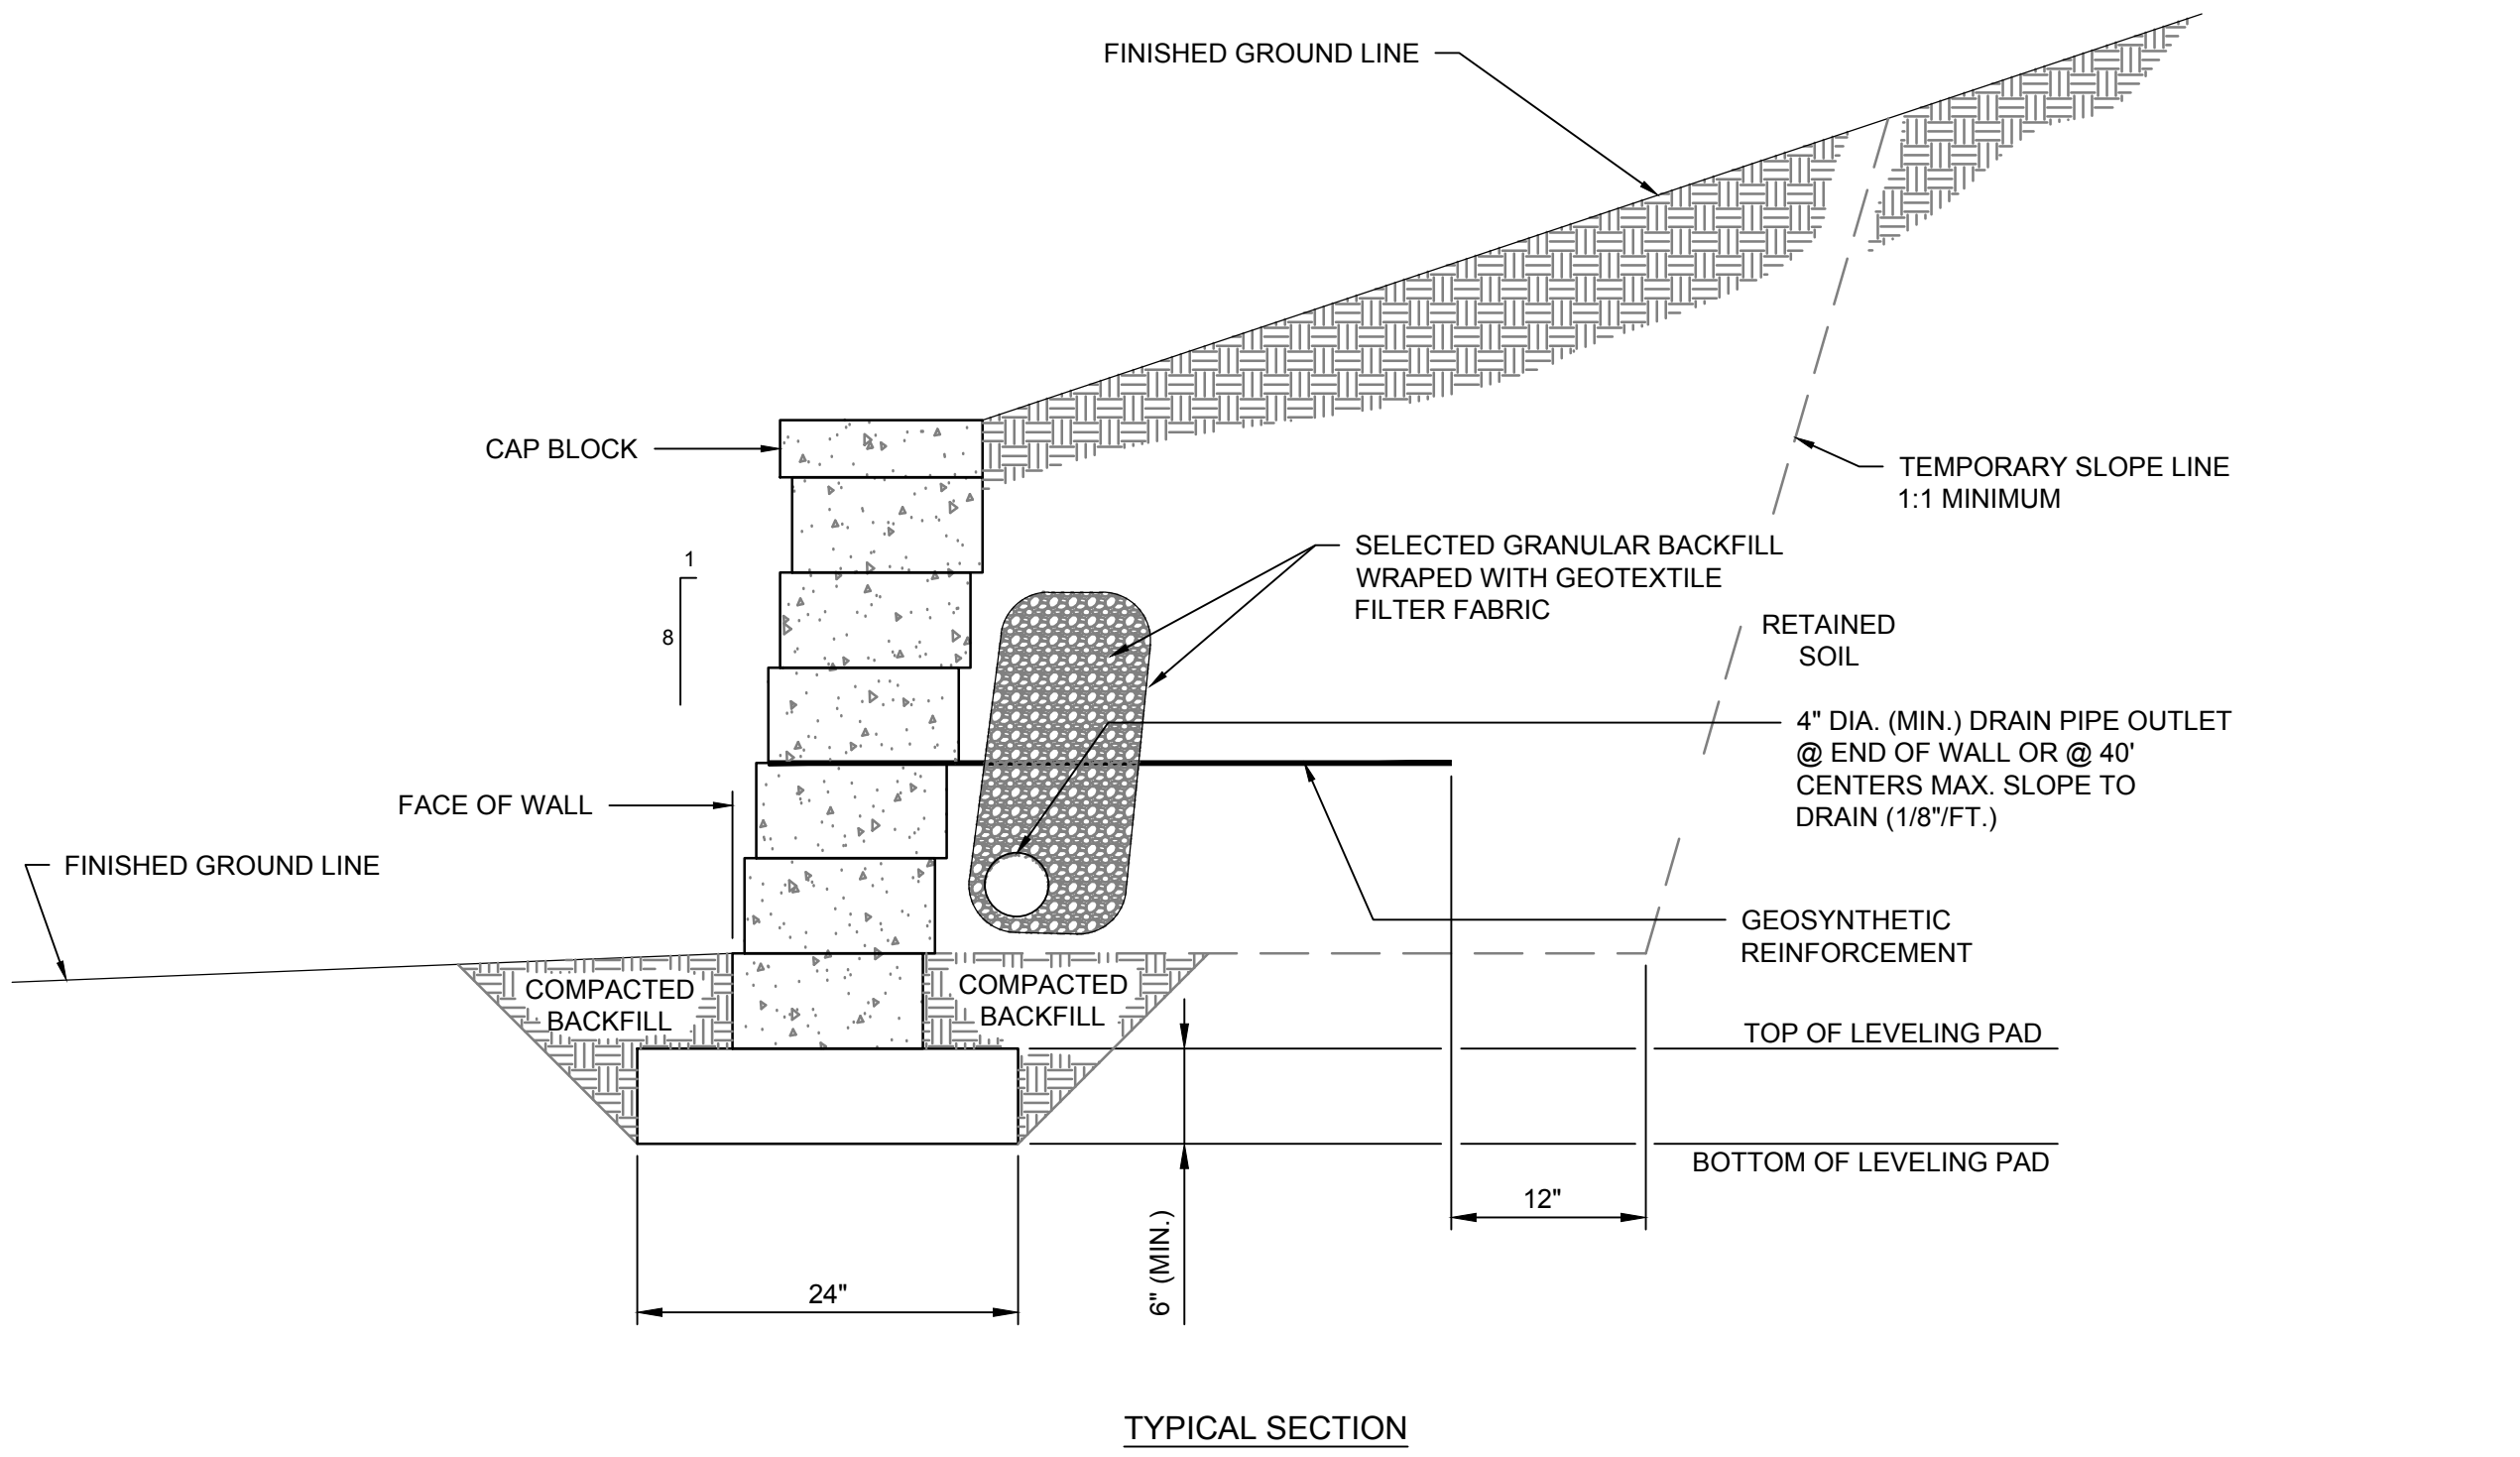 FINISHED GROUND LINE
CAP BLOCK
TEMPORARY SLOPE LINE
1:1 MINIMUM
1
8
SELECTED GRANULAR BACKFILL
WRAPED WITH GEOTEXTILE
FILTER FABRIC
RETAINED
SOIL
4" DIA. (MIN.) DRAIN PIPE OUTLET
@ END OF WALL OR @ 40'
CENTERS MAX. SLOPE TO
DRAIN (1/8"/FT.)
FACE OF WALL
FINISHED GROUND LINE
GEOSYNTHETIC
REINFORCEMENT
COMPACTED
BACKFILL
COMPACTED
BACKFILL
TOP OF LEVELING PAD
BOTTOM OF LEVELING PAD
12"
6" (MIN.)
24"
TYPICAL SECTION